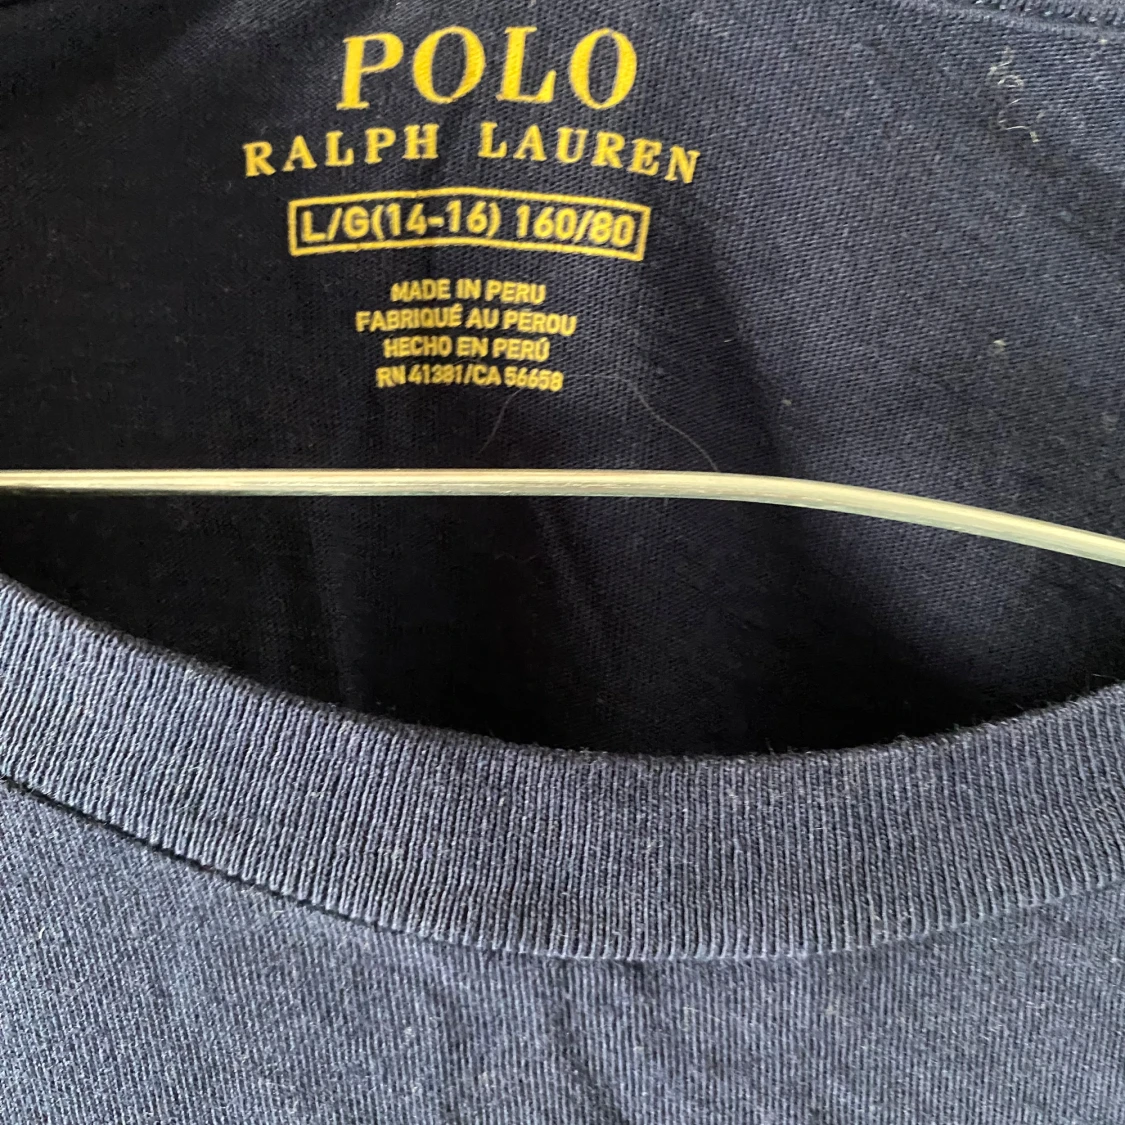 POLO
RALPH LAUREN
L/G(14-16) 160/80
MADE IN PERU
FABRIQUÉ AU PÉROU
HECHO EN PERÚ
RN 41381/CA 56658